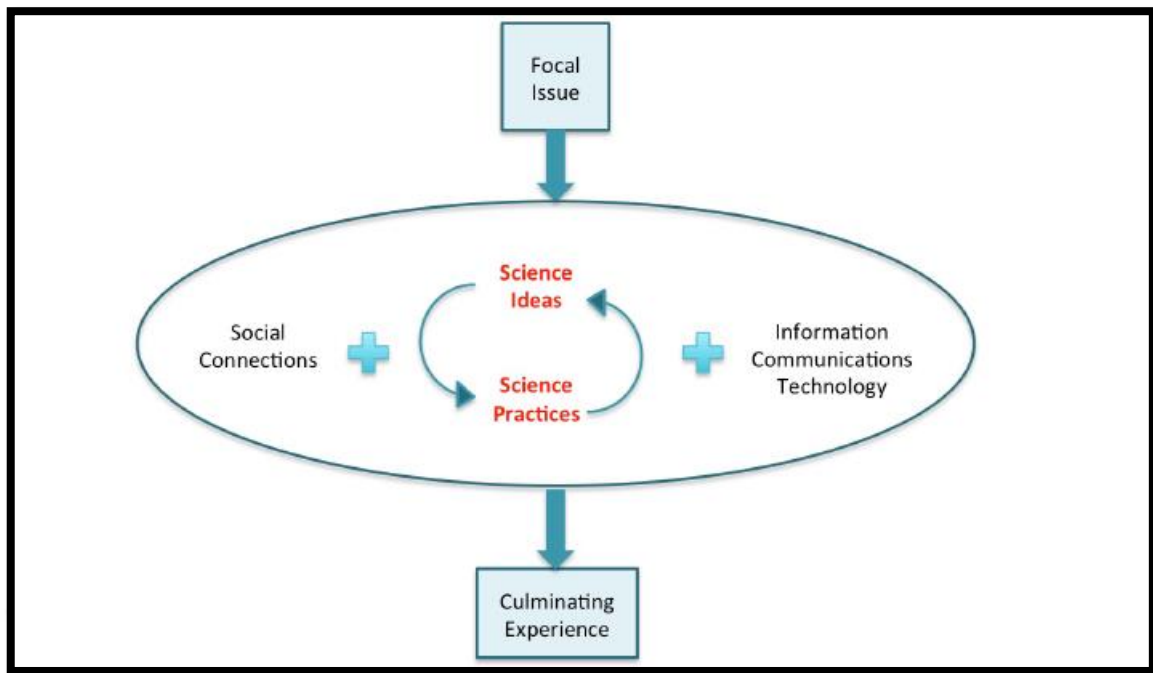 Focal
Issue
Science
Ideas
Social
Connections
Information
Communications
Technology
Science
Practices
Culminating
Experience